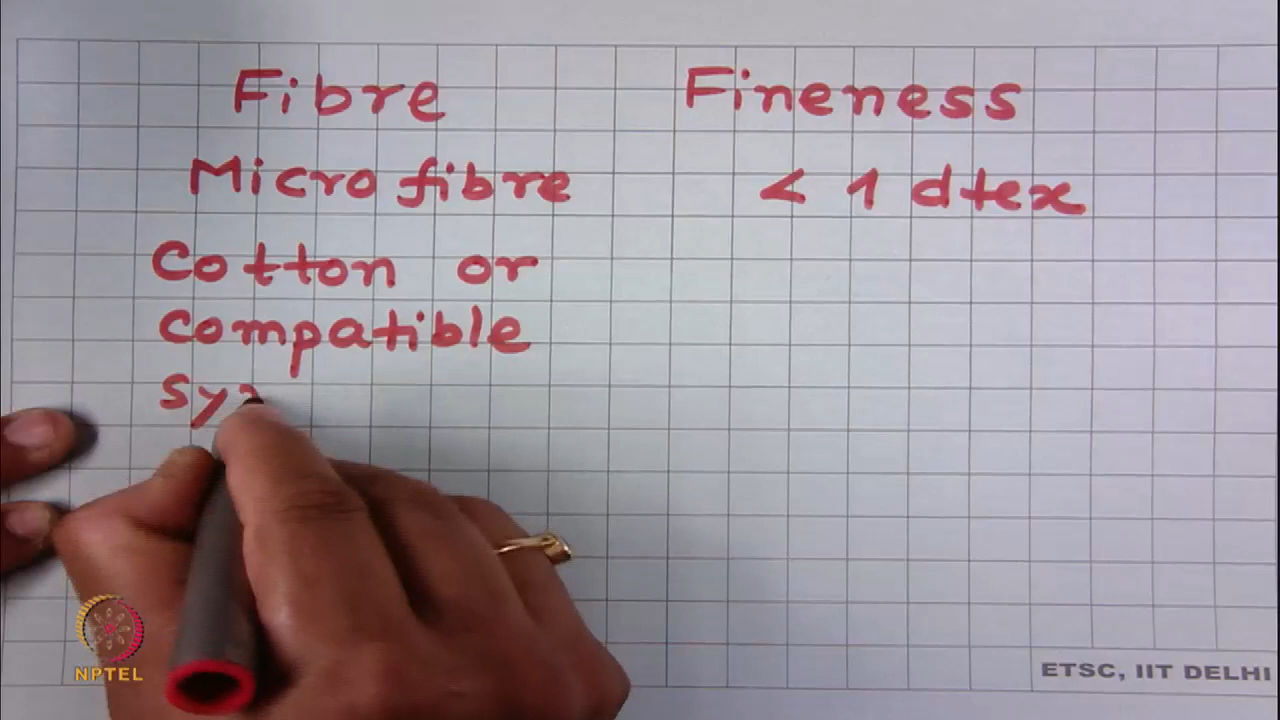 Fibre Fineness
Microfibre < 1 dtex
Cotton or
Compatible
NPTEL
ETSC, IIT DELHI